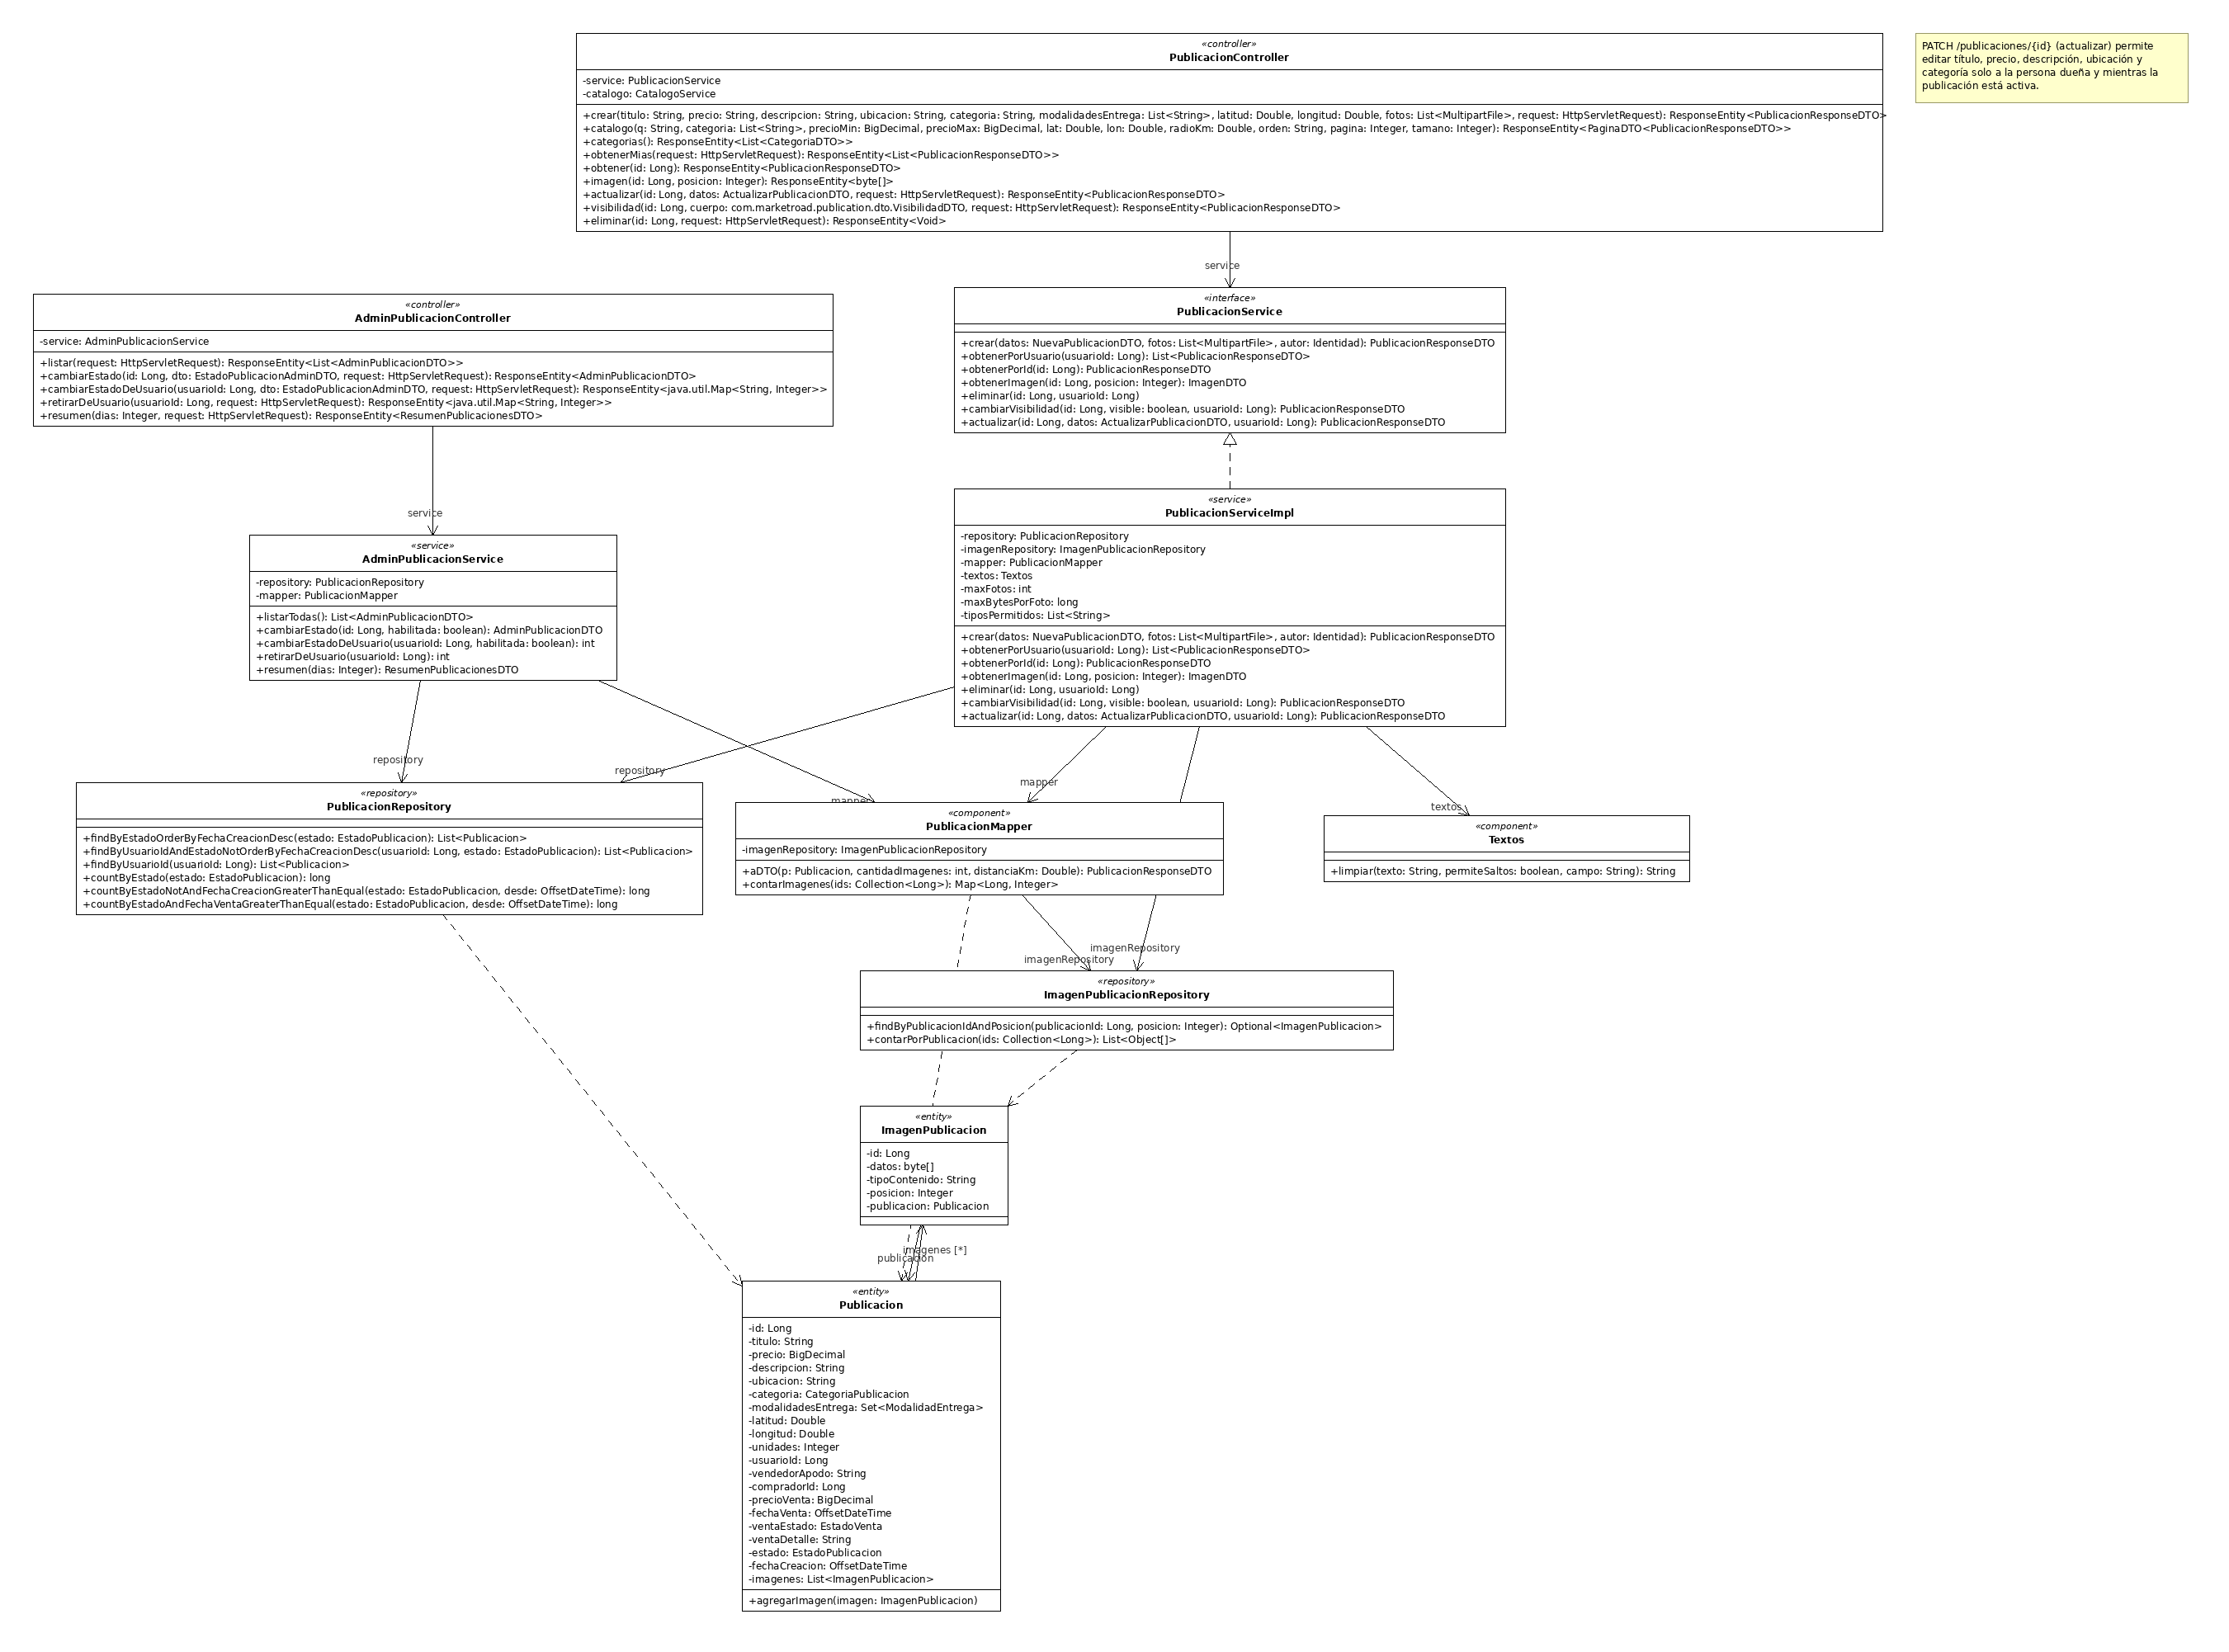 «controller»
PublicacionController
-service: PublicacionService
-catalogo: CatalogoService
+crear(titulo: String, precio: String, descripcion: String, ubicacion: String, categoria: String, modalidadesEntrega: List<String>, latitud: Double, longitud: Double, fotos: List<MultipartFile>, request: HttpServletRequest): ResponseEntity<PublicacionResponseDTO>
+catalogo(q: String, categoria: List<String>, precioMin: BigDecimal, precioMax: BigDecimal, lat: Double, lon: Double, radioKm: Double, orden: String, pagina: Integer, tamano: Integer): ResponseEntity<PaginaDTO<PublicacionResponseDTO>>
+categorias(): ResponseEntity<List<CategoriaDTO>>
+obtenerMias(request: HttpServletRequest): ResponseEntity<List<PublicacionResponseDTO>>
+obtener(id: Long): ResponseEntity<PublicacionResponseDTO>
+imagen(id: Long, posicion: Integer): ResponseEntity<byte[]>
+actualizar(id: Long, datos: ActualizarPublicacionDTO, request: HttpServletRequest): ResponseEntity<PublicacionResponseDTO>
+visibilidad(id: Long, cuerpo: com.marketroad.publication.dto.VisibilidadDTO, request: HttpServletRequest): ResponseEntity<PublicacionResponseDTO>
+eliminar(id: Long, request: HttpServletRequest): ResponseEntity<Void>
PATCH /publicaciones/{id} (actualizar) permite
editar título, precio, descripción, ubicación y
categoría solo a la persona dueña y mientras la
publicación está activa.
service
«controller»
AdminPublicacionController
-service: AdminPublicacionService
+listar(request: HttpServletRequest): ResponseEntity<List<AdminPublicacionDTO>>
+cambiarEstado(id: Long, dto: EstadoPublicacionAdminDTO, request: HttpServletRequest): ResponseEntity<AdminPublicacionDTO>
+cambiarEstadoDeUsuario(usuarioId: Long, dto: EstadoPublicacionAdminDTO, request: HttpServletRequest): ResponseEntity<java.util.Map<String, Integer>>
+retirarDeUsuario(usuarioId: Long, request: HttpServletRequest): ResponseEntity<java.util.Map<String, Integer>>
+resumen(dias: Integer, request: HttpServletRequest): ResponseEntity<ResumenPublicacionesDTO>
«interface»
PublicacionService
+crear(datos: NuevaPublicacionDTO, fotos: List<MultipartFile>, autor: Identidad): PublicacionResponseDTO
+obtenerPorUsuario(usuarioId: Long): List<PublicacionResponseDTO>
+obtenerPorId(id: Long): PublicacionResponseDTO
+obtenerImagen(id: Long, posicion: Integer): ImagenDTO
+eliminar(id: Long, usuarioId: Long)
+cambiarVisibilidad(id: Long, visible: boolean, usuarioId: Long): PublicacionResponseDTO
+actualizar(id: Long, datos: ActualizarPublicacionDTO, usuarioId: Long): PublicacionResponseDTO
service
«service»
AdminPublicacionService
-repository: PublicacionRepository
-mapper: PublicacionMapper
+listarTodas(): List<AdminPublicacionDTO>
+cambiarEstado(id: Long, habilitada: boolean): AdminPublicacionDTO
+cambiarEstadoDeUsuario(usuarioId: Long, habilitada: boolean): int
+retirarDeUsuario(usuarioId: Long): int
+resumen(dias: Integer): ResumenPublicacionesDTO
«service»
PublicacionServiceImpl
-repository: PublicacionRepository
-imagenRepository: ImagenPublicacionRepository
-mapper: PublicacionMapper
-textos: Textos
-maxFotos: int
-maxBytesPorFoto: long
-tiposPermitidos: List<String>
+crear(datos: NuevaPublicacionDTO, fotos: List<MultipartFile>, autor: Identidad): PublicacionResponseDTO
+obtenerPorUsuario(usuarioId: Long): List<PublicacionResponseDTO>
+obtenerPorId(id: Long): PublicacionResponseDTO
+obtenerImagen(id: Long, posicion: Integer): ImagenDTO
+eliminar(id: Long, usuarioId: Long)
+cambiarVisibilidad(id: Long, visible: boolean, usuarioId: Long): PublicacionResponseDTO
+actualizar(id: Long, datos: ActualizarPublicacionDTO, usuarioId: Long): PublicacionResponseDTO
repository
repository
mapper
mapper
textos
«repository»
PublicacionRepository
+findByEstadoOrderByFechaCreacionDesc(estado: EstadoPublicacion): List<Publicacion>
+findByUsuarioIdAndEstadoNotOrderByFechaCreacionDesc(usuarioId: Long, estado: EstadoPublicacion): List<Publicacion>
+findByUsuarioId(usuarioId: Long): List<Publicacion>
+countByEstado(estado: EstadoPublicacion): long
+countByEstadoNotAndFechaCreacionGreaterThanEqual(estado: EstadoPublicacion, desde: OffsetDateTime): long
+countByEstadoAndFechaVentaGreaterThanEqual(estado: EstadoPublicacion, desde: OffsetDateTime): long
«component»
PublicacionMapper
-imagenRepository: ImagenPublicacionRepository
+aDTO(p: Publicacion, cantidadImagenes: int, distanciaKm: Double): PublicacionResponseDTO
+contarImagenes(ids: Collection<Long>): Map<Long, Integer>
«component»
Textos
+limpiar(texto: String, permiteSaltos: boolean, campo: String): String
imagenRepository
imagenRepository
«repository»
ImagenPublicacionRepository
+findByPublicacionIdAndPosicion(publicacionId: Long, posicion: Integer): Optional<ImagenPublicacion>
+contarPorPublicacion(ids: Collection<Long>): List<Object[]>
«entity»
ImagenPublicacion
-id: Long
-datos: byte[]
-tipoContenido: String
-posicion: Integer
-publicacion: Publicacion
imagenes [*]
publicacion
«entity»
Publicacion
-id: Long
-titulo: String
-precio: BigDecimal
-descripcion: String
-ubicacion: String
-categoria: CategoriaPublicacion
-modalidadesEntrega: Set<ModalidadEntrega>
-latitud: Double
-longitud: Double
-unidades: Integer
-usuarioId: Long
-vendedorApodo: String
-compradorId: Long
-precioVenta: BigDecimal
-fechaVenta: OffsetDateTime
-ventaEstado: EstadoVenta
-ventaDetalle: String
-estado: EstadoPublicacion
-fechaCreacion: OffsetDateTime
-imagenes: List<ImagenPublicacion>
+agregarImagen(imagen: ImagenPublicacion)